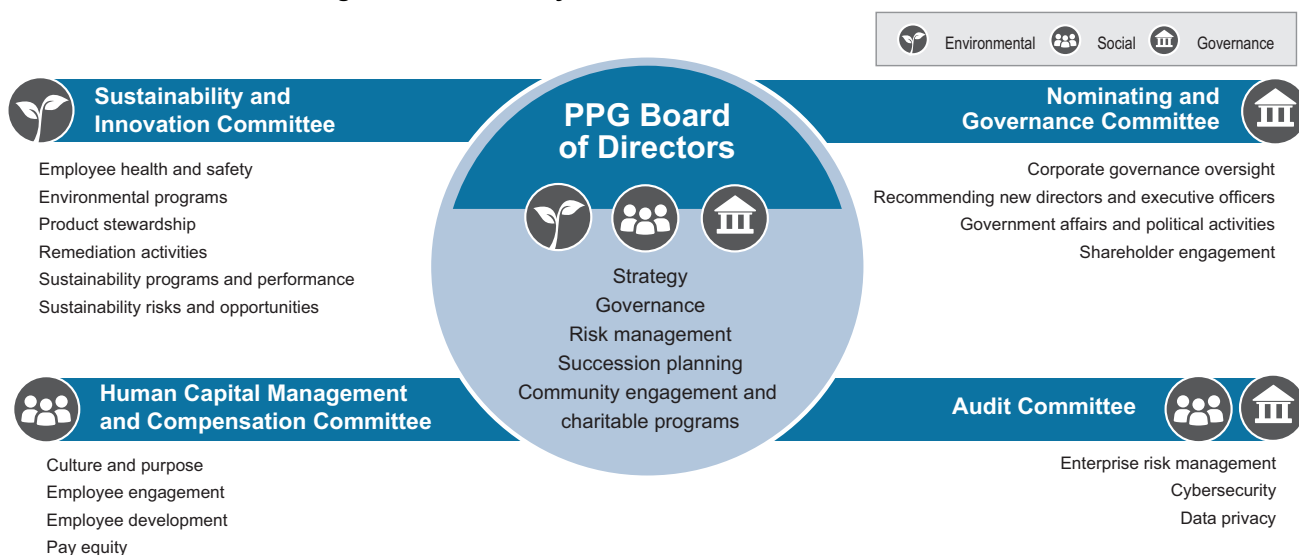 Environmental Social Governance
Sustainability and
Innovation Committee
Employee health and safety
Environmental programs
Product stewardship
Remediation activities
Sustainability programs and performance
Sustainability risks and opportunities
PPG Board
of Directors
Strategy
Governance
Risk management
Succession planning
Community engagement and
charitable programs
Nominating and
Governance Committee
Corporate governance oversight
Recommending new directors and executive officers
Government affairs and political activities
Shareholder engagement
Human Capital Management
and Compensation Committee
Culture and purpose
Employee engagement
Employee development
Pay equity
Audit Committee
Enterprise risk management
Cybersecurity
Data privacy